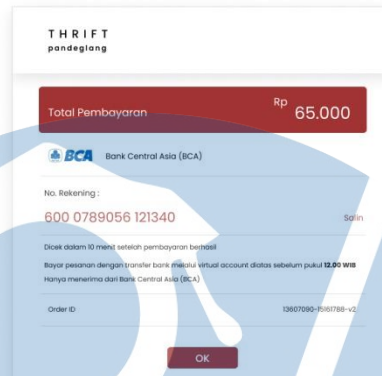 THRIFT
pandeglang
Total Pembayaran Rp 65.000
BCA Bank Central Asia (BCA)
No. Rekening :
600 0789056 121340 Salin
Dicek dalam 10 menit setelah pembayaran berhasil
Bayar pesanan dengan transfer bank melalui virtual account diatas sebelum pukul 12.00 WIB
Hanya menerima dari Bank Central Asia (BCA)
Order ID 13607090-15161788-v2
OK